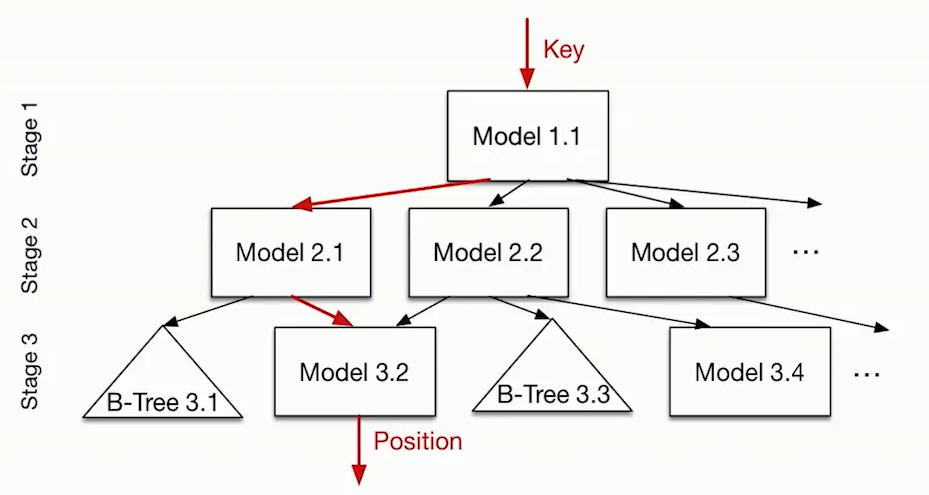 Key
Stage 1
Model 1.1
Stage 2
Model 2.1
Model 2.2
Model 2.3
...
Stage 3
B-Tree 3.1
Model 3.2
B-Tree 3.3
Model 3.4
...
Position